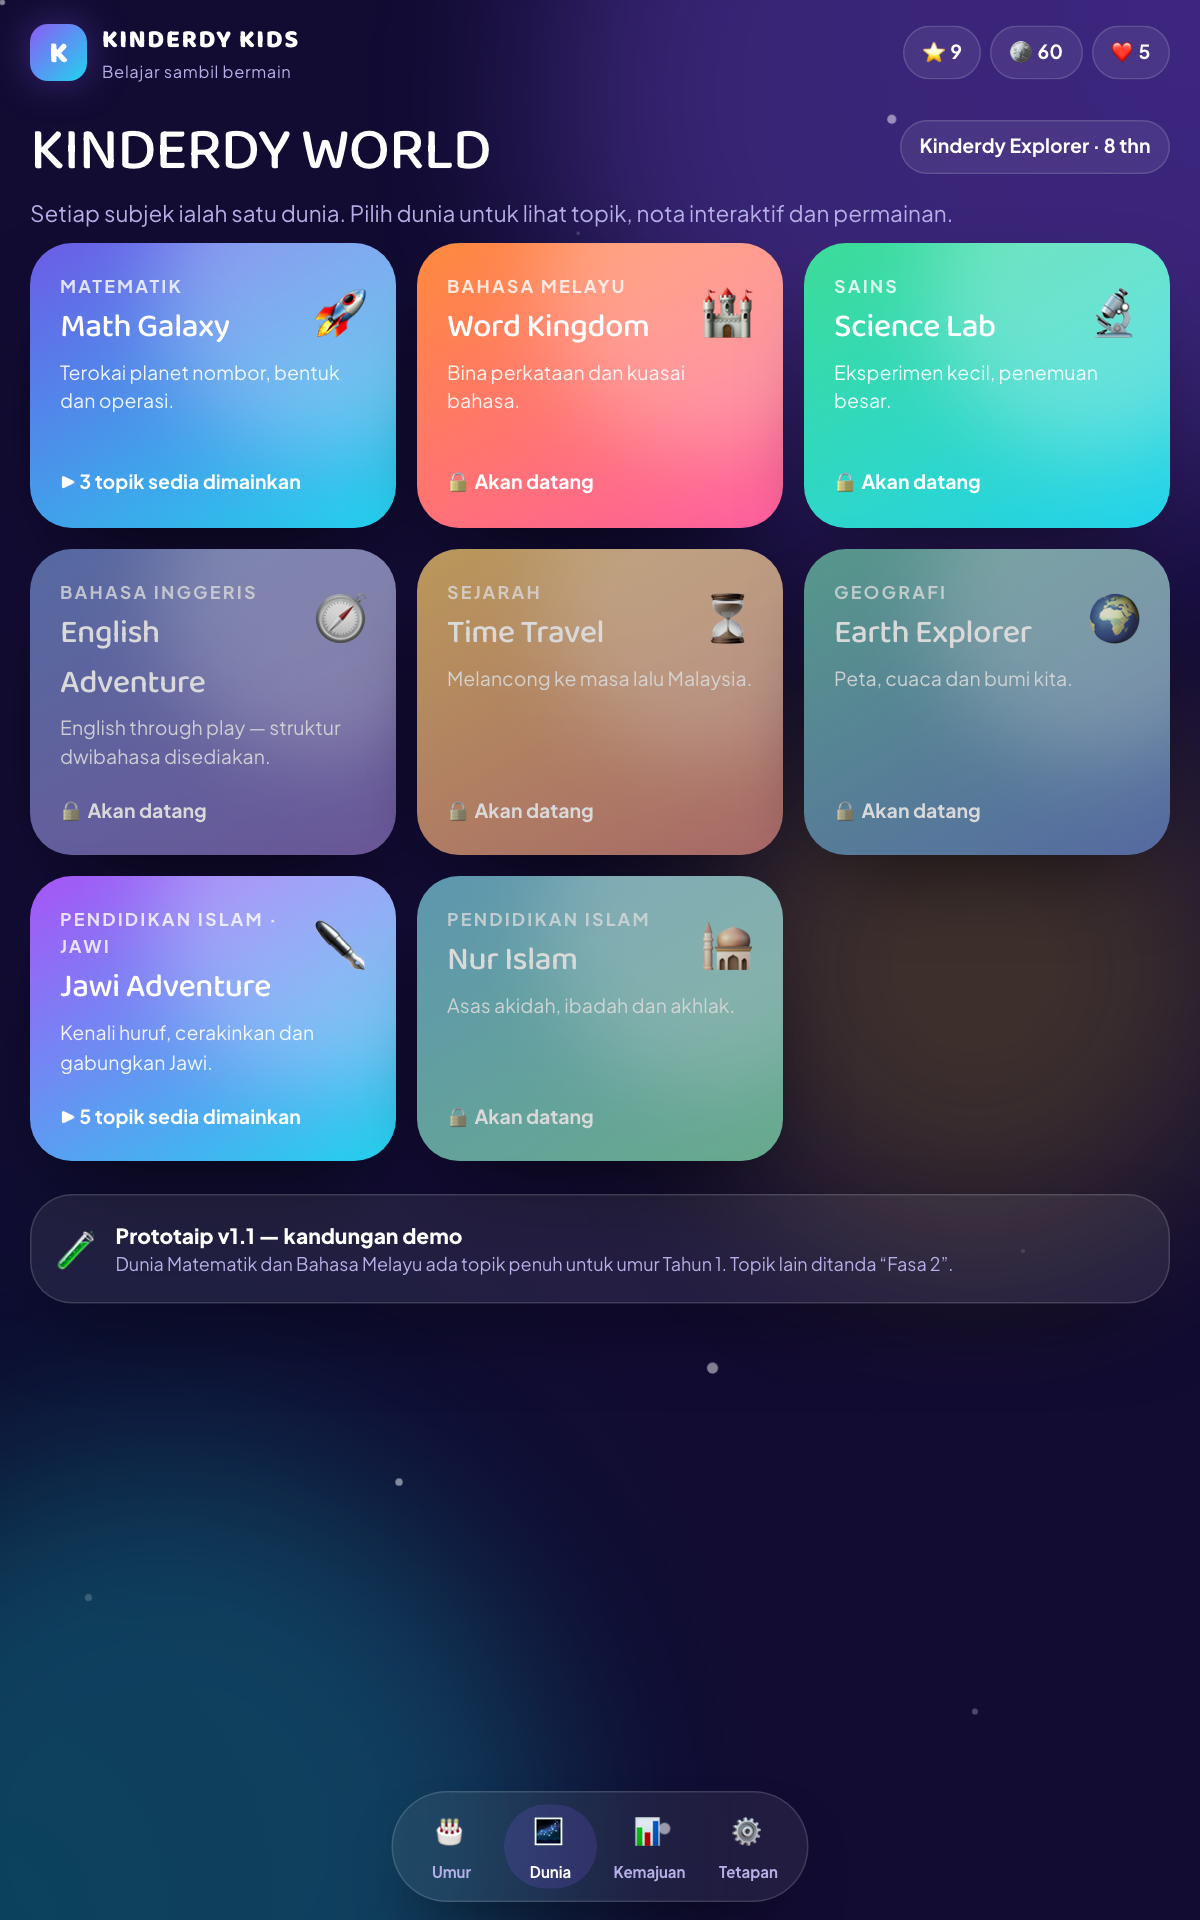 K
KINDERDY KIDS
Belajar sambil bermain
9
60
5
KINDERDY WORLD
Kinderdy Explorer · 8 thn
Setiap subjek ialah satu dunia. Pilih dunia untuk lihat topik, nota interaktif dan permainan.
MATEMATIK
Math Galaxy
Terokai planet nombor, bentuk
dan operasi.
3 topik sedia dimainkan
BAHASA MELAYU
Word Kingdom
Bina perkataan dan kuasai
bahasa.
Akan datang
SAINS
Science Lab
Eksperimen kecil, penemuan
besar.
Akan datang
BAHASA INGGERIS
English
Adventure
English through play — struktur
dwibahasa disediakan.
Akan datang
SEJARAH
Time Travel
Melancong ke masa lalu Malaysia.
Akan datang
GEOGRAFI
Earth Explorer
Peta, cuaca dan bumi kita.
Akan datang
PENDIDIKAN ISLAM ·
JAWI
Jawi Adventure
Kenali huruf, cerakinkan dan
gabungkan Jawi.
5 topik sedia dimainkan
PENDIDIKAN ISLAM
Nur Islam
Asas akidah, ibadah dan akhlak.
Akan datang
Prototaip v1.1 — kandungan demo
Dunia Matematik dan Bahasa Melayu ada topik penuh untuk umur Tahun 1. Topik lain ditanda “Fasa 2”.
Umur
Dunia
Kemajuan
Tetapan